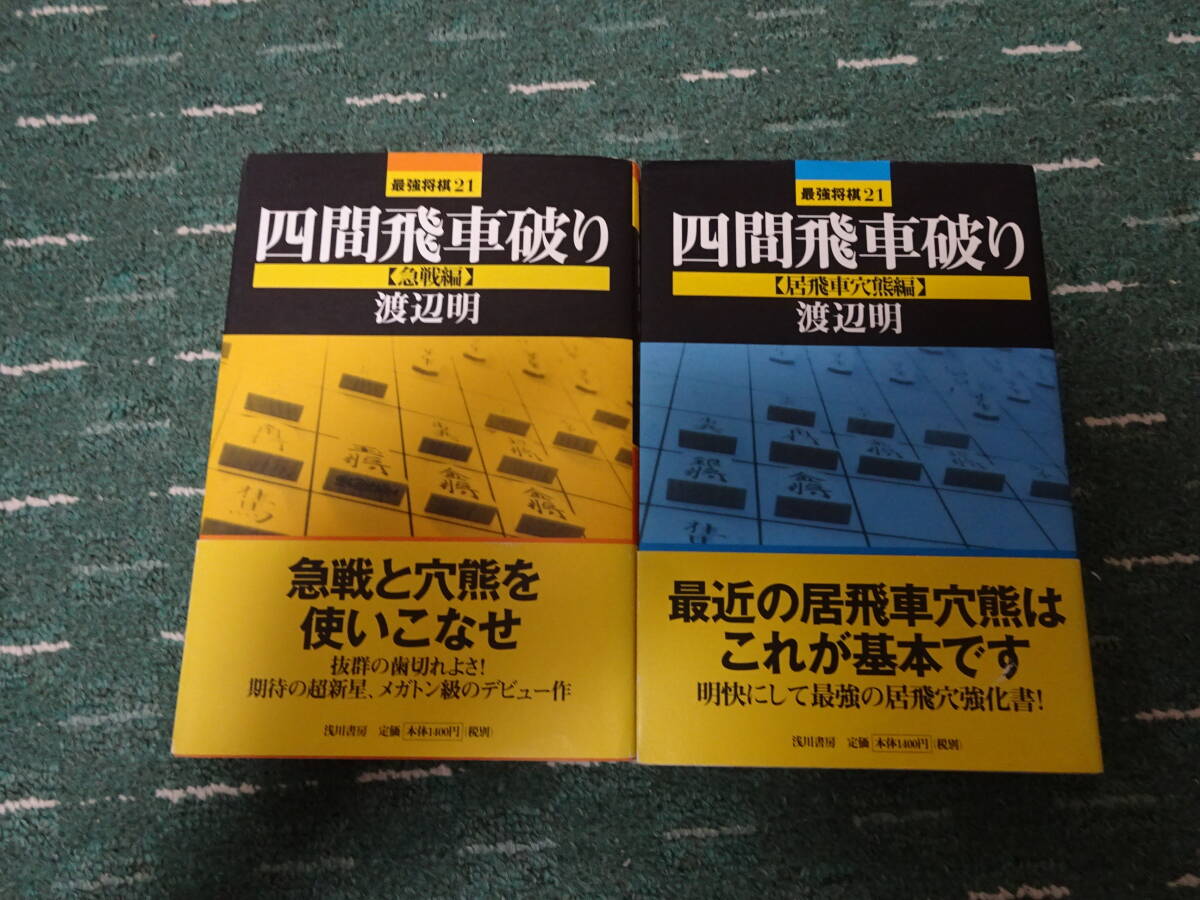 最強将棋21
四間飛車破り
【急戦編】
渡辺明
急戦と穴熊を
使いこなせ
抜群の歯切れよさ!
期待の超新星、メガトン級のデビュー作
浅川書房 定価 本体1400円(税別)
最強将棋21
四間飛車破り
【居飛車穴熊編】
渡辺明
最近の居飛車穴熊は
これが基本です
明快にして最強の居飛穴強化書!
浅川書房 定価 本体1400円(税別)